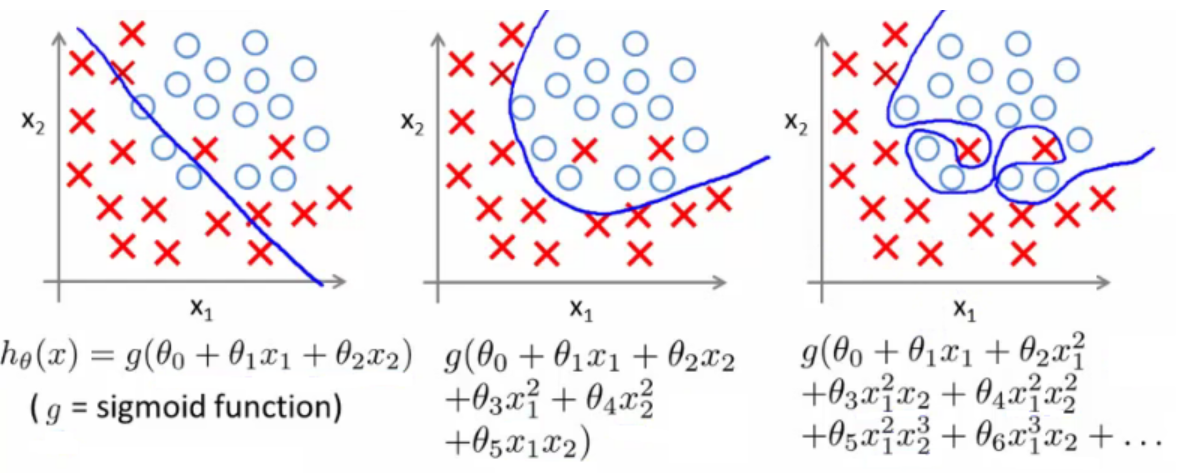 x₂
x₁
hθ(x) = g(θ₀ + θ₁x₁ + θ₂x₂)
( g = sigmoid function)
x₂
x₁
g(θ₀ + θ₁x₁ + θ₂x₂
+θ₃x₁² + θ₄x₂²
+θ₅x₁x₂)
x₂
x₁
g(θ₀ + θ₁x₁ + θ₂x₁²
+θ₃x₁²x₂ + θ₄x₁²x₂²
+θ₅x₁²x₂³ + θ₆x₁³x₂ + …